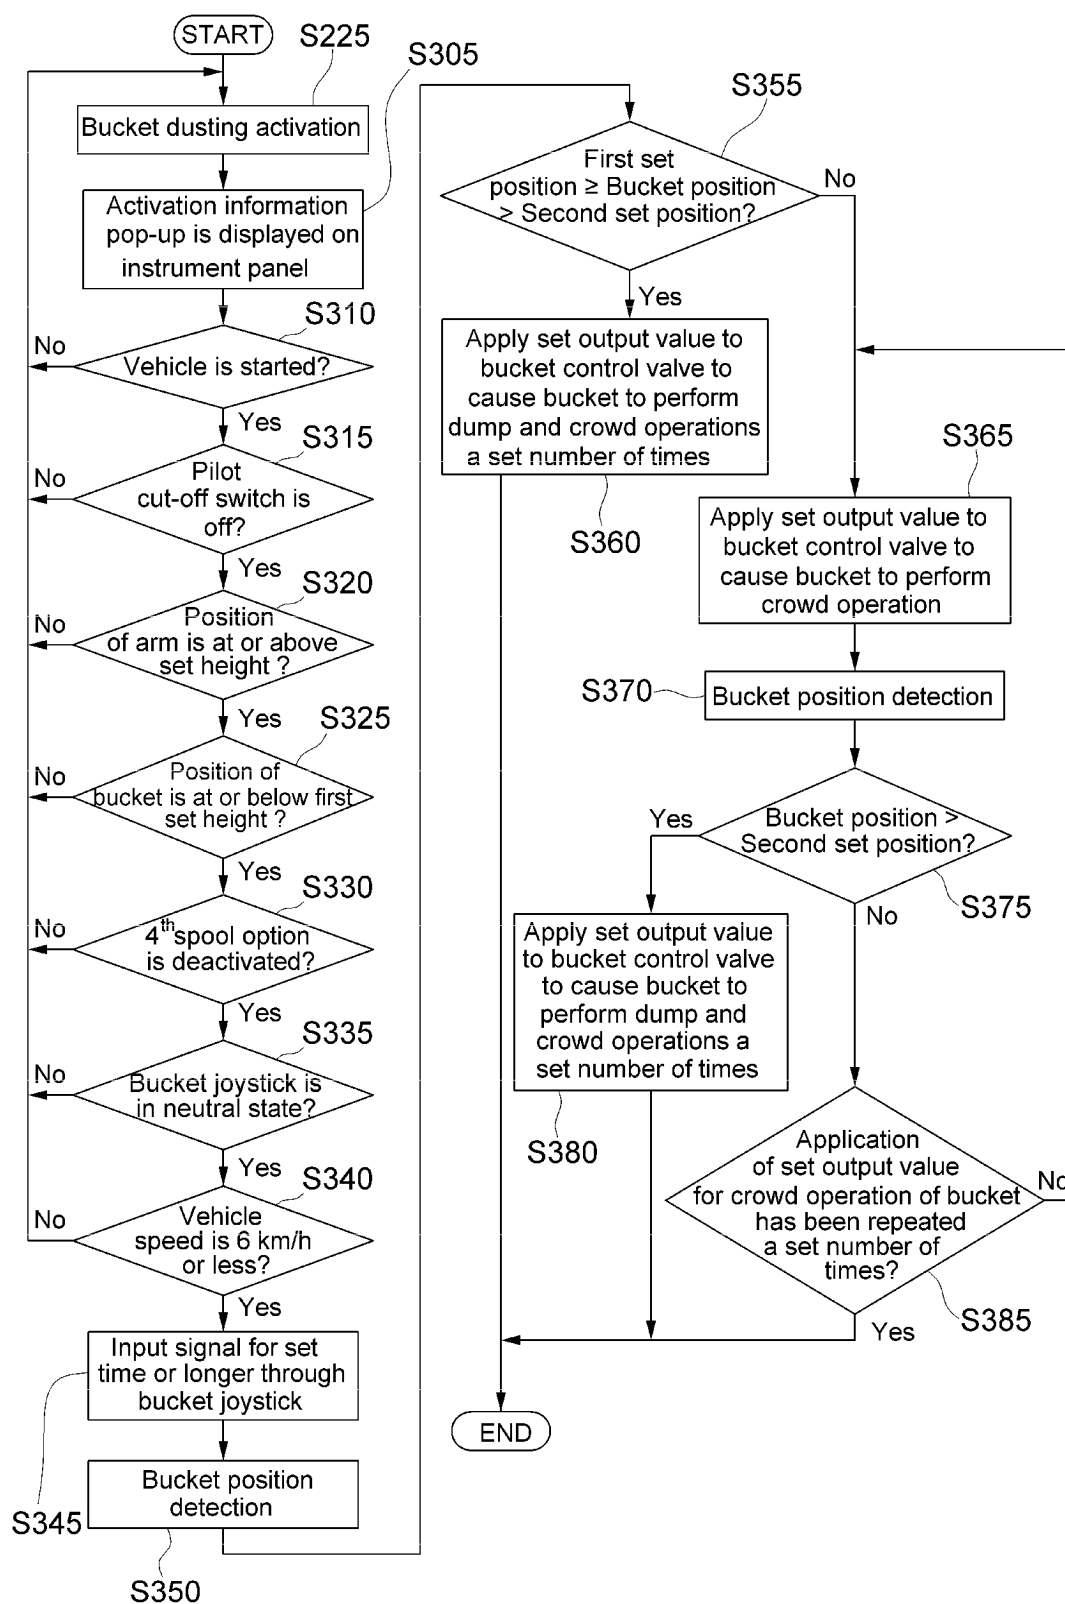 START
S225
Bucket dusting activation
S305
Activation information
pop-up is displayed on
instrument panel
S310
Vehicle is started?
No
Yes
S315
Pilot
cut-off switch is
off?
No
Yes
S320
Position
of arm is at or above
set height ?
No
Yes
S325
Position of
bucket is at or below first
set height ?
No
Yes
S330
4th spool option
is deactivated?
No
Yes
S335
Bucket joystick is
in neutral state?
No
Yes
S340
Vehicle
speed is 6 km/h
or less?
No
Yes
Input signal for set
time or longer through
bucket joystick
S345
Bucket position
detection
S350
S355
First set
position ≥ Bucket position
> Second set position?
No
Yes
Apply set output value to
bucket control valve to
cause bucket to perform
dump and crowd operations
a set number of times
S360
S365
Apply set output value to
bucket control valve to
cause bucket to perform
crowd operation
S370
Bucket position detection
Bucket position >
Second set position?
S375
Yes
No
Apply set output value
to bucket control valve
to cause bucket to
perform dump and
crowd operations a
set number of times
S380
Application
of set output value
for crowd operation of bucket
has been repeated
a set number of
times?
No
S385
Yes
END